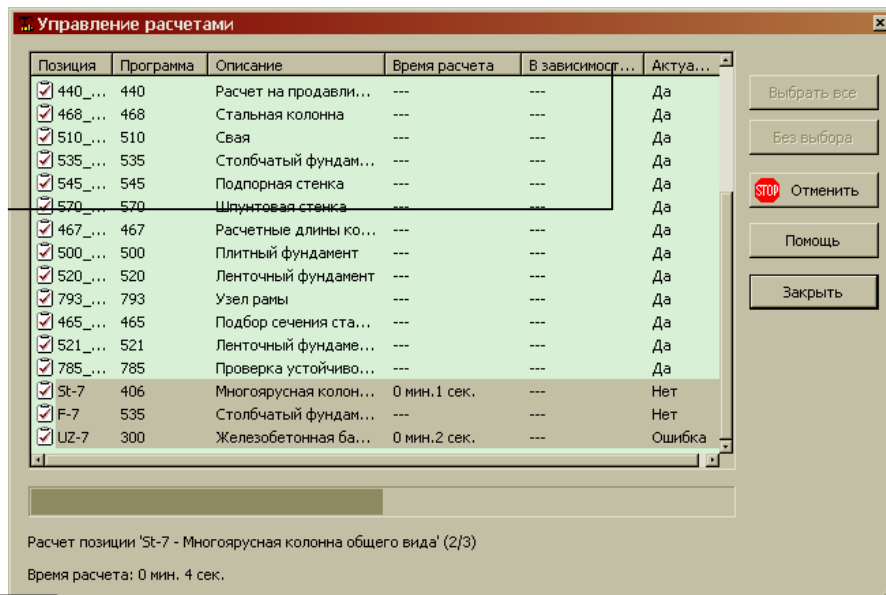 Управление расчетами
Позиция Программа Описание Время расчета В зависимост... Актуа...
440_... 440 Расчет на продавли... --- --- Да
468_... 468 Стальная колонна --- --- Да
510_... 510 Свая --- --- Да
535_... 535 Столбчатый фундам... --- --- Да
545_... 545 Подпорная стенка --- --- Да
570_... 570 Шпунтовая стенка --- --- Да
467_... 467 Расчетные длины ко... --- --- Да
500_... 500 Плитный фундамент --- --- Да
520_... 520 Ленточный фундамент --- --- Да
793_... 793 Узел рамы --- --- Да
465_... 465 Подбор сечения ста... --- --- Да
521_... 521 Ленточный фундаме... --- --- Да
785_... 785 Проверка устойчиво... --- --- Да
St-7 406 Многоярусная колон... 0 мин.1 сек. --- Нет
F-7 535 Столбчатый фундам... --- --- Нет
UZ-7 300 Железобетонная ба... 0 мин.2 сек. --- Ошибка
Выбрать все
Без выбора
STOP Отменить
Помощь
Закрыть
Расчет позиции 'St-7 - Многоярусная колонна общего вида' (2/3)
Время расчета: 0 мин. 4 сек.